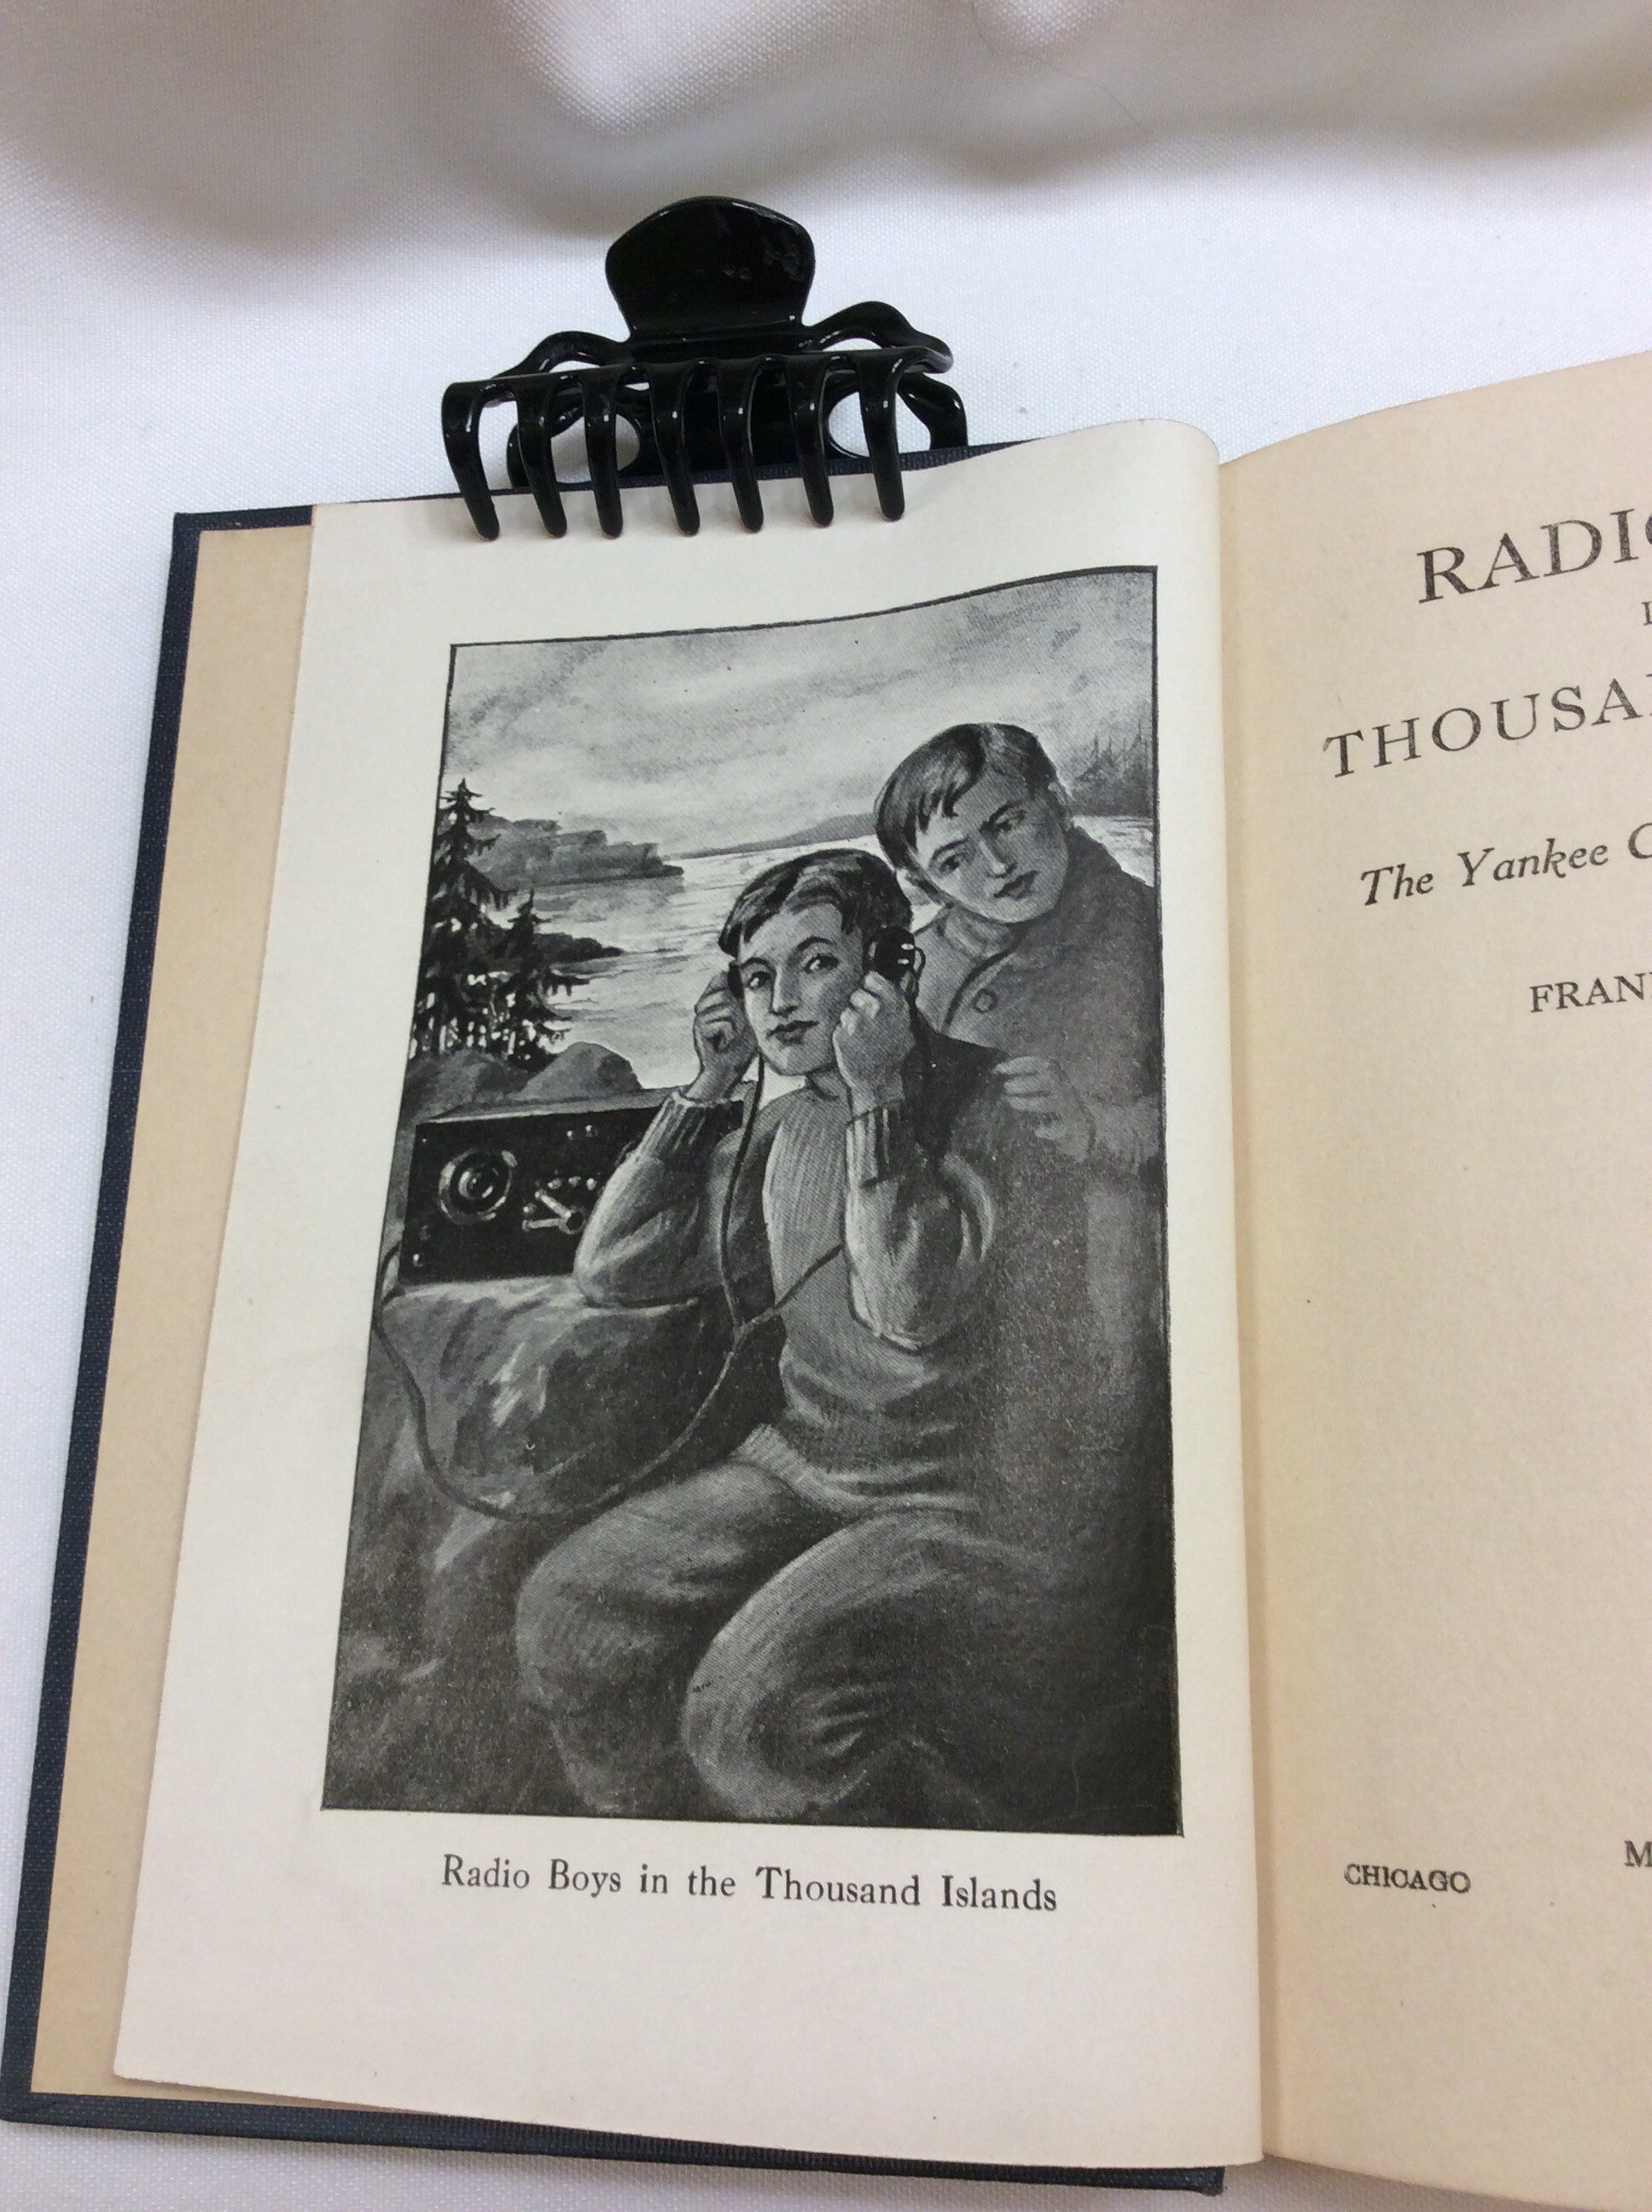 Radio Boys in the Thousand Islands
RADIO
THOUSA
The Yankee C
FRAN
CHICAGO
M